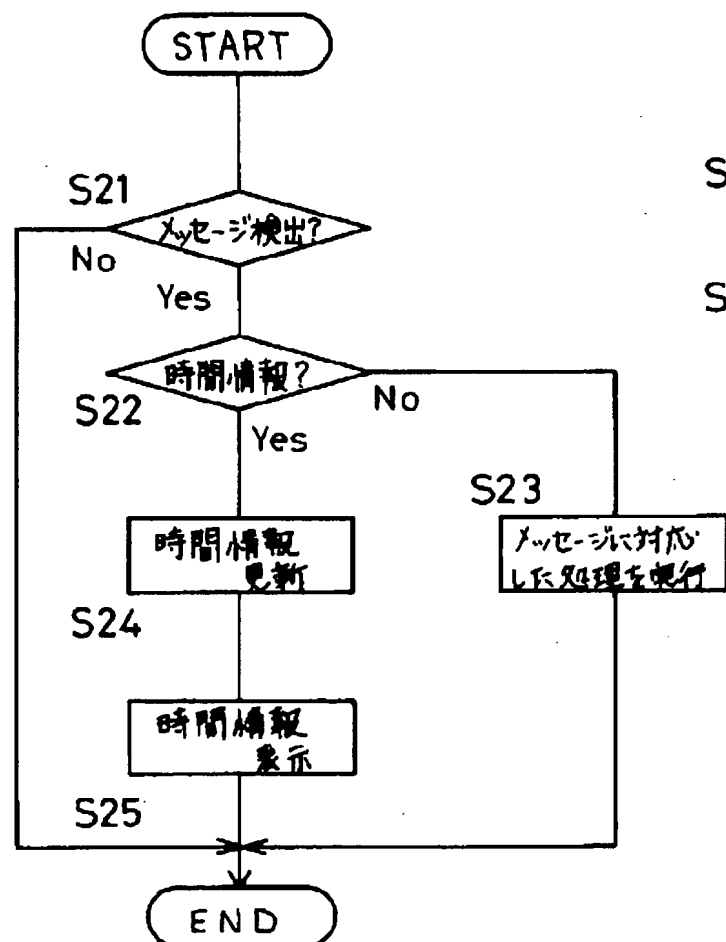 START
S21
メッセージ検出?
No
Yes
時間情報?
S22
No
Yes
S23
時間情報
更新
メッセージに対応
した処理を実行
S24
時間情報
表示
S25
END
S
S